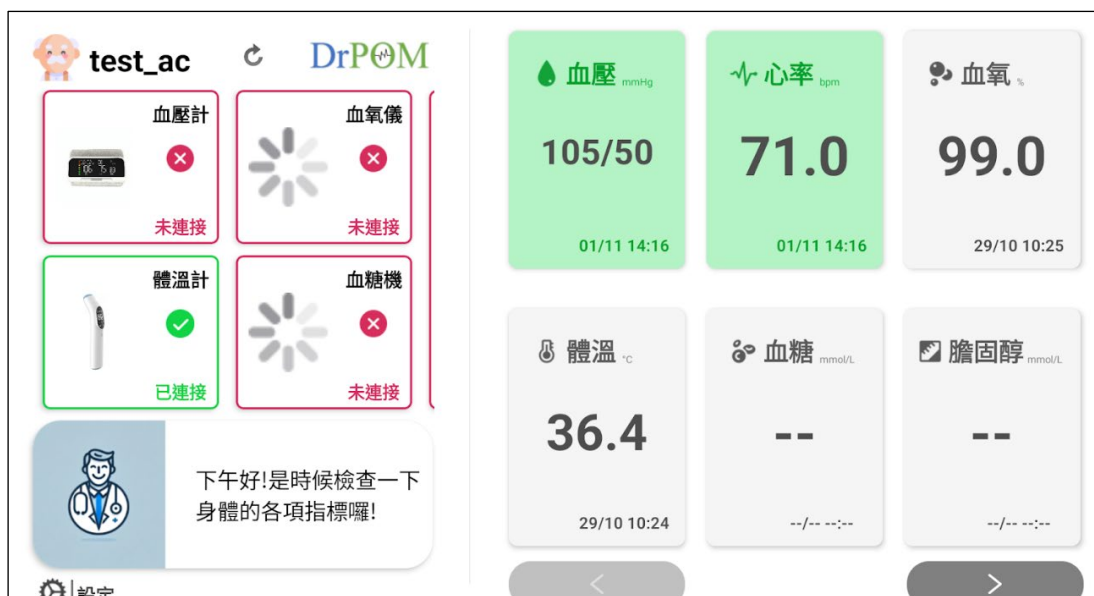 test_ac
DrPOM
血壓計
未連接
血氧儀
未連接
體溫計
已連接
血糖機
未連接
下午好!是時候檢查一下
身體的各項指標囉!
設定
血壓 mmHg
105/50
01/11 14:16
心率 bpm
71.0
01/11 14:16
血氧 %
99.0
29/10 10:25
體溫 °C
36.4
29/10 10:24
血糖 mmol/L
--
--/-- --:--
膽固醇 mmol/L
--
--/-- --:--